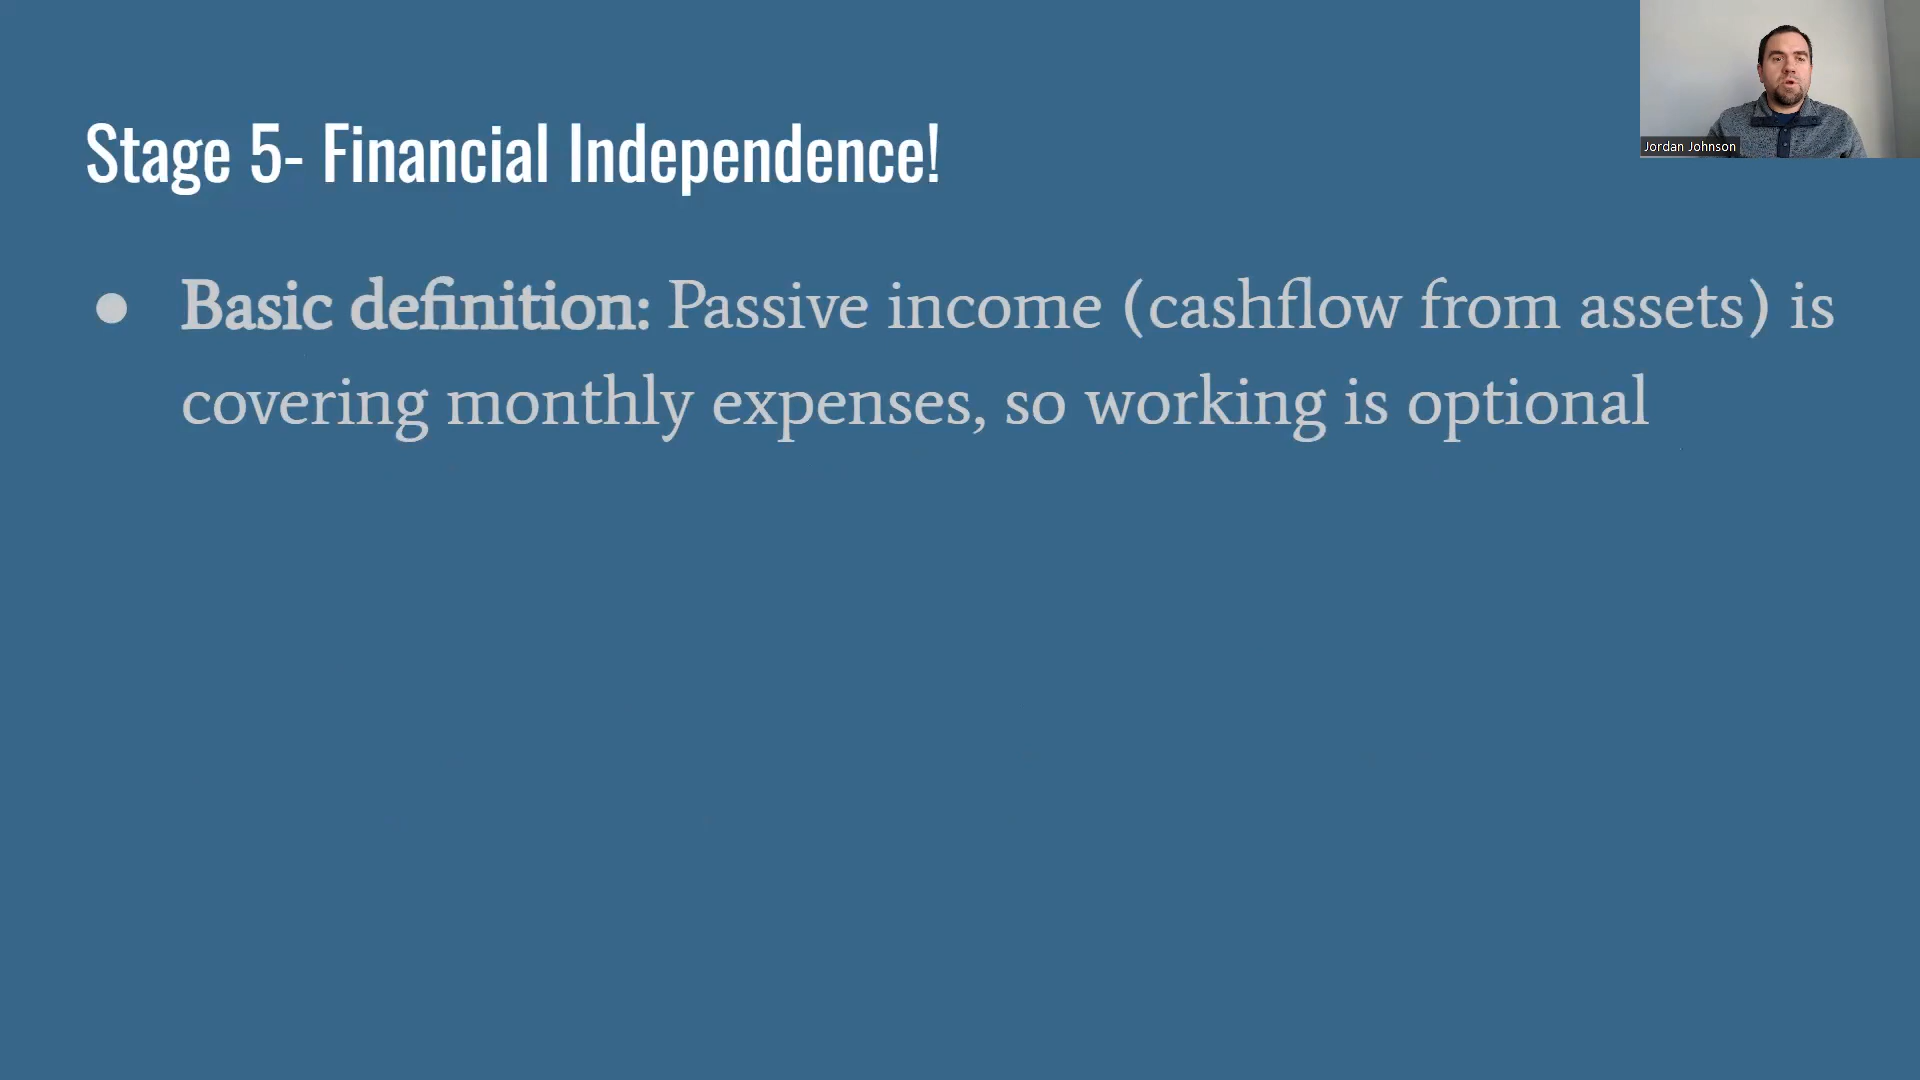 Stage 5- Financial Independence!
● Basic definition: Passive income (cashflow from assets) is
covering monthly expenses, so working is optional
Jordan Johnson